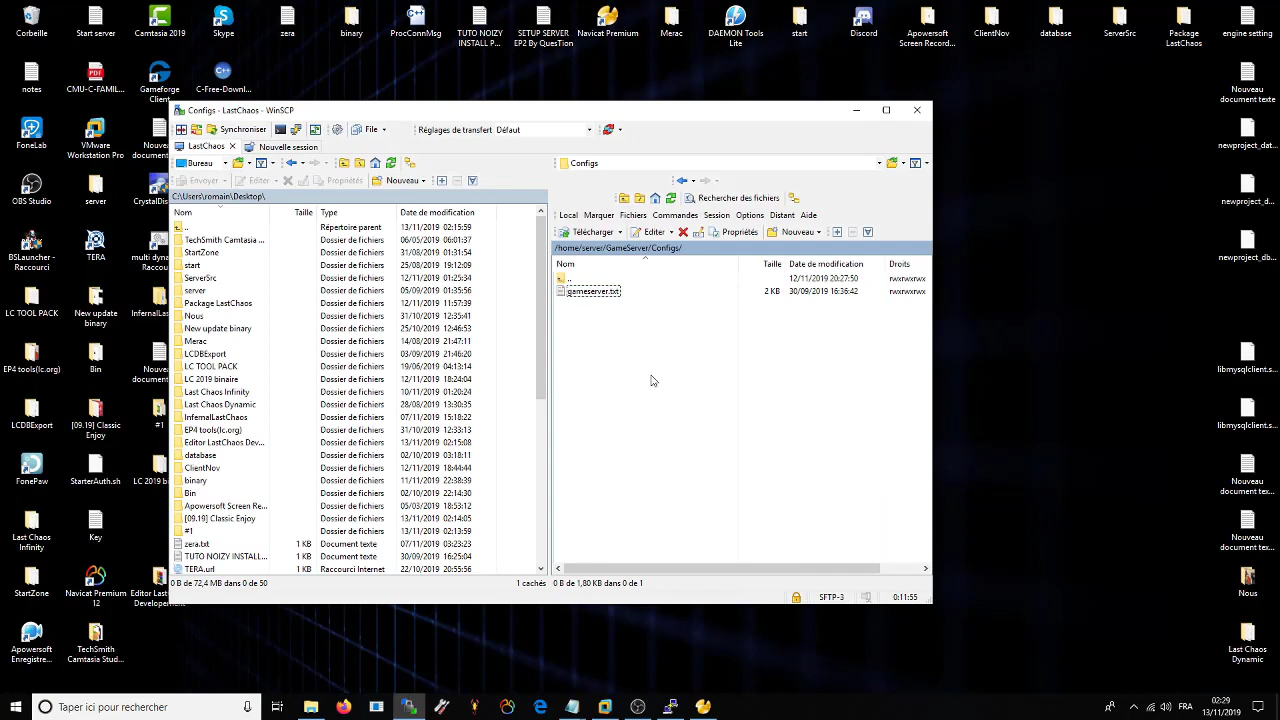 Corbeille
Start server
Camtasia 2019
Skype
zera
binary
ProcConnMsg
TUTO NOIZY
INSTALL P...
SETUP SERVER
EP2 By QuesTion
Navicat Premium
Merac
DAEMON Tools
Lite
start
Discord
Apowersoft
Screen Record...
ClientNov
database
ServerSrc
Package
LastChaos
engine setting
notes
CMU-C-FAMIL...
Gameforge
Client
C-Free-Downl...
Nouveau
document texte
FoneLab
VMware
Workstation Pro
Nouv...
document...
newproject_dat...
OBS Studio
server
CrystalDis...
newproject_d...
BSLauncher -
Raccourci
TERA
multi dynam...
newproject_db...
LC TOOL PACK
New update
binary
InfernalLast...
EP4 tools(lc.org)
Bin
Nouv...
document...
libmysqlclient.s...
LCDBExport
[09.19] Classic
Enjoy
#1
libmysqlclient.s...
FonePaw
StarterAuth.sh
LC 2019 b...
Nouveau
document tex...
Last Chaos
Infinity
Key
Nouveau
document tex...
StartZone
Navicat Premium
12
Editor Last...
Developement...
Nous
Apowersoft
Enregistre...
TechSmith
Camtasia Stud...
Last Chaos
Dynamic
Configs - LastChaos - WinSCP
Synchroniser
File
Réglages de transfert Défaut
LastChaos
Nouvelle session
Bureau
Configs
Envoyer
Editer
Propriétés
Nouveau
Rechercher des fichiers
C:\Users\romain\Desktop\
Local Marquer Fichiers Commandes Session Options Distant Aide
Télécharger
Editer
Propriétés
Nouveau
/home/server/GameServer/Configs/
Nom Taille Type Date de modification
.. Répertoire parent 13/11/2019 02:15:59
TechSmith Camtasia ... Dossier de fichiers 06/05/2019 06:01:37
StartZone Dossier de fichiers 31/08/2019 01:31:54
start Dossier de fichiers 25/08/2019 19:12:09
ServerSrc Dossier de fichiers 12/11/2019 01:25:34
server Dossier de fichiers 05/09/2019 01:35:56
Package LastChaos Dossier de fichiers 12/11/2019 11:57:39
Nous Dossier de fichiers 31/10/2019 12:35:41
New update binary Dossier de fichiers 25/10/2019 12:46:53
Merac Dossier de fichiers 14/08/2019 21:47:11
LCDBExport Dossier de fichiers 03/09/2019 21:46:20
LC TOOL PACK Dossier de fichiers 19/06/2019 04:13:14
LC 2019 binaire Dossier de fichiers 12/11/2019 18:24:04
Last Chaos Infinity Dossier de fichiers 10/11/2019 01:20:24
Last Chaos Dynamic Dossier de fichiers 28/08/2019 13:30:35
InfernalLastChaos Dossier de fichiers 07/11/2019 15:18:22
EP4 tools(lc.org) Dossier de fichiers 31/10/2019 12:33:13
Editor LastChaos Dev... Dossier de fichiers 13/11/2019 02:15:08
database Dossier de fichiers 02/10/2019 03:18:11
ClientNov Dossier de fichiers 12/11/2019 18:44:44
binary Dossier de fichiers 11/11/2019 22:38:39
Bin Dossier de fichiers 02/10/2019 22:14:30
Apowersoft Screen Re... Dossier de fichiers 05/03/2019 18:53:12
[09.19] Classic Enjoy Dossier de fichiers 13/11/2019 02:14:05
#1 Dossier de fichiers 13/11/2019 02:13:59
zera.txt 1 KB Document texte 07/11/2019 03:23:23
TUTO NOIZY INSTALL... 1 KB Document texte 30/09/2019 16:25:04
TERA.url 1 KB Raccourci Internet 22/10/2019 20:55:56
Nom Taille Date de modification Droits
.. 12/11/2019 20:27:50 rwxrwxrwx
gameserver.txt 2 KB 30/09/2019 16:36:42 rwxrwxrwx
0 B de 72,4 MB dans 0 de 50
1 cachés
0 B de 1,80 KB dans 0 de 1
SFTP-3
0:11:55
Taper ici pour rechercher
FRA
02:29
13/11/2019